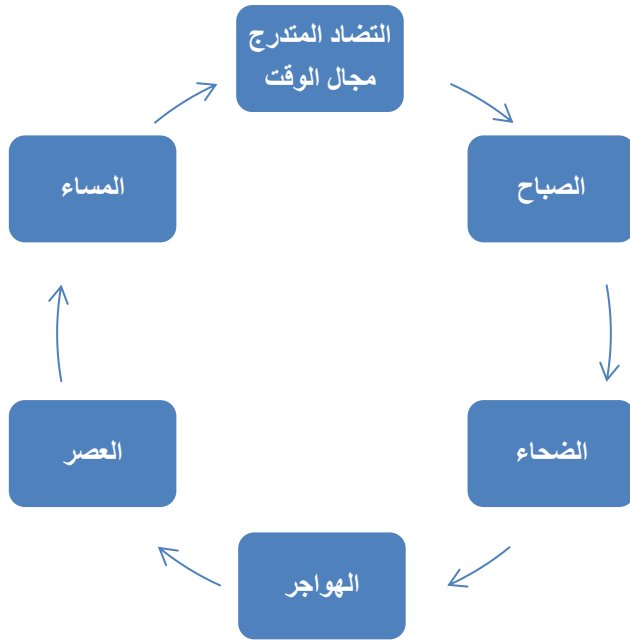 التضاد المتدرج
مجال الوقت
الصباح
الضحاء
الهواجر
العصر
المساء